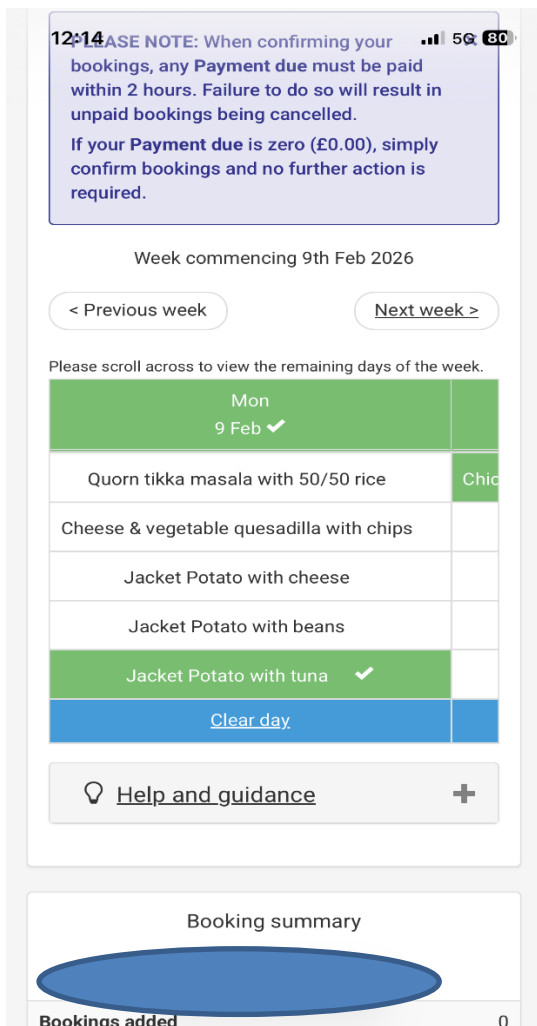 12:14
5G 80
PLEASE NOTE: When confirming your
bookings, any Payment due must be paid
within 2 hours. Failure to do so will result in
unpaid bookings being cancelled.
If your Payment due is zero (£0.00), simply
confirm bookings and no further action is
required.
Week commencing 9th Feb 2026
< Previous week
Next week >
Please scroll across to view the remaining days of the week.
Mon
9 Feb
Quorn tikka masala with 50/50 rice
Chic
Cheese & vegetable quesadilla with chips
Jacket Potato with cheese
Jacket Potato with beans
Jacket Potato with tuna
Clear day
Help and guidance
Booking summary
Bookings added 0